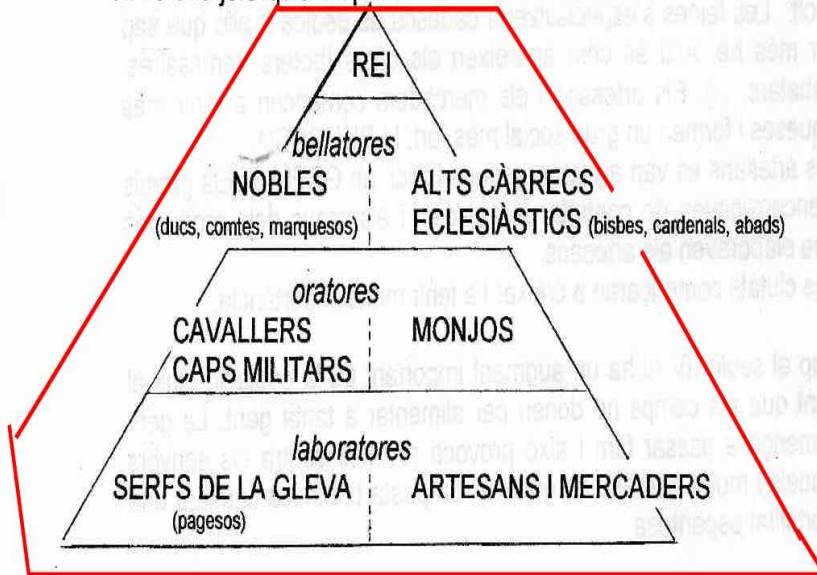 REI
bellatores
NOBLES
(ducs, comtes, marquesos)
ALTS CÀRRECS
ECLESIÀSTICS (bisbes, cardenals, abads)
oratores
CAVALLERS
CAPS MILITARS
MONJOS
laboratores
SERFS DE LA GLEVA
(pagesos)
ARTESANS I MERCADERS